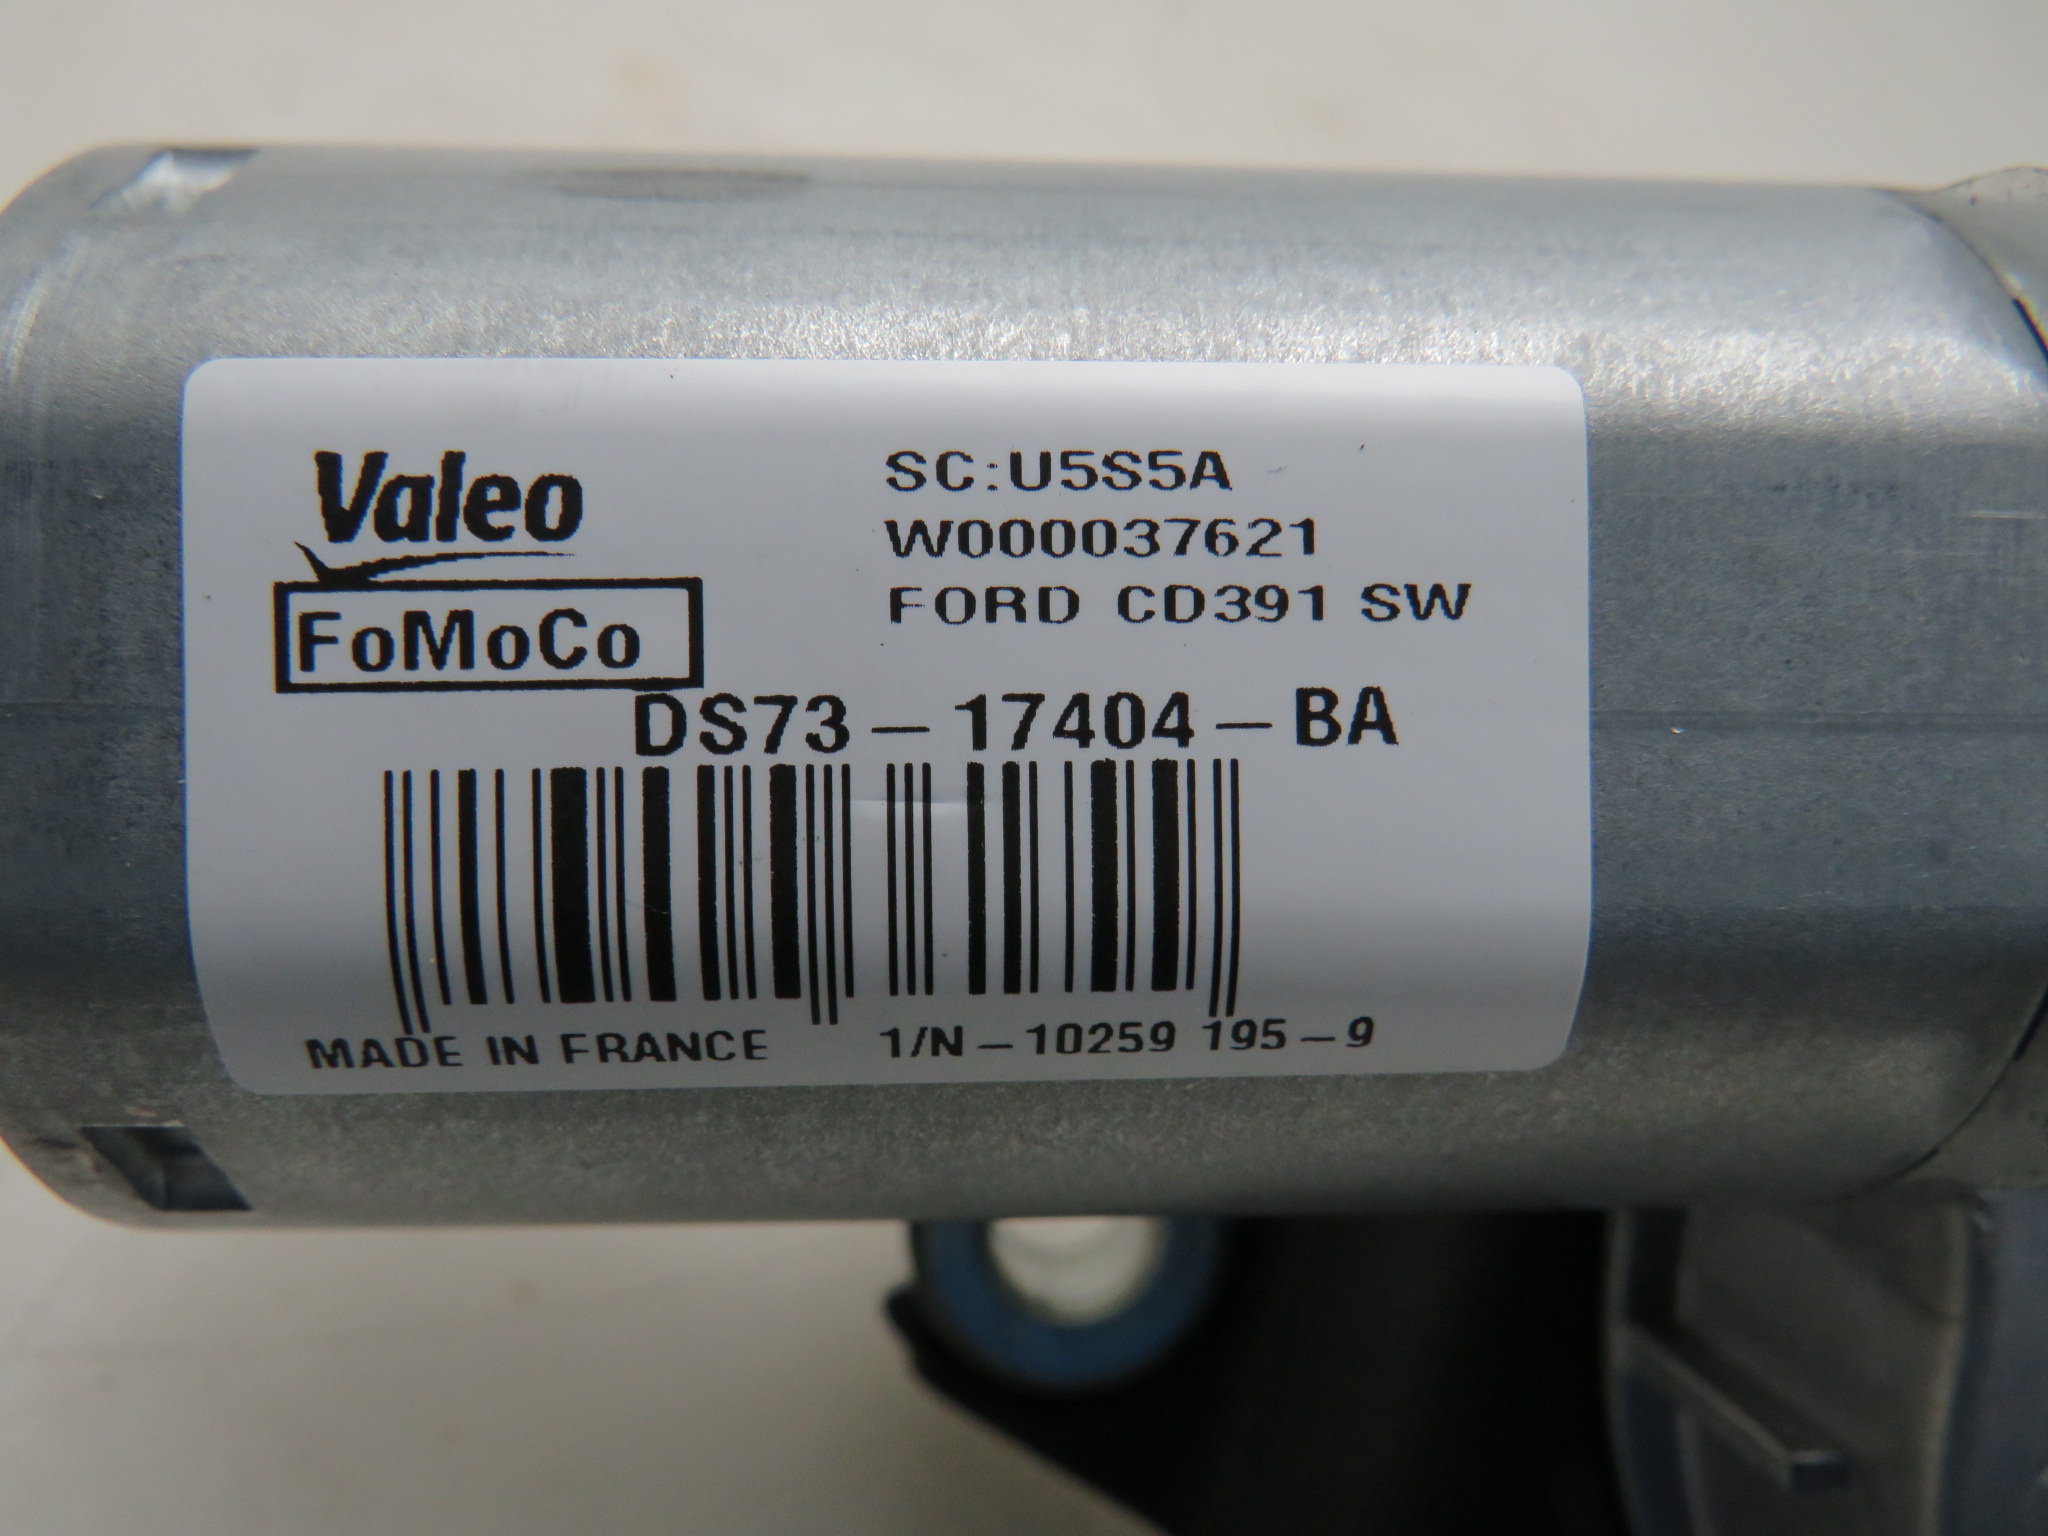 Valeo
FoMoCo
SC:U5S5A
W000037621
FORD CD391 SW
DS73-17404-BA
MADE IN FRANCE 1/N-10259 195-9